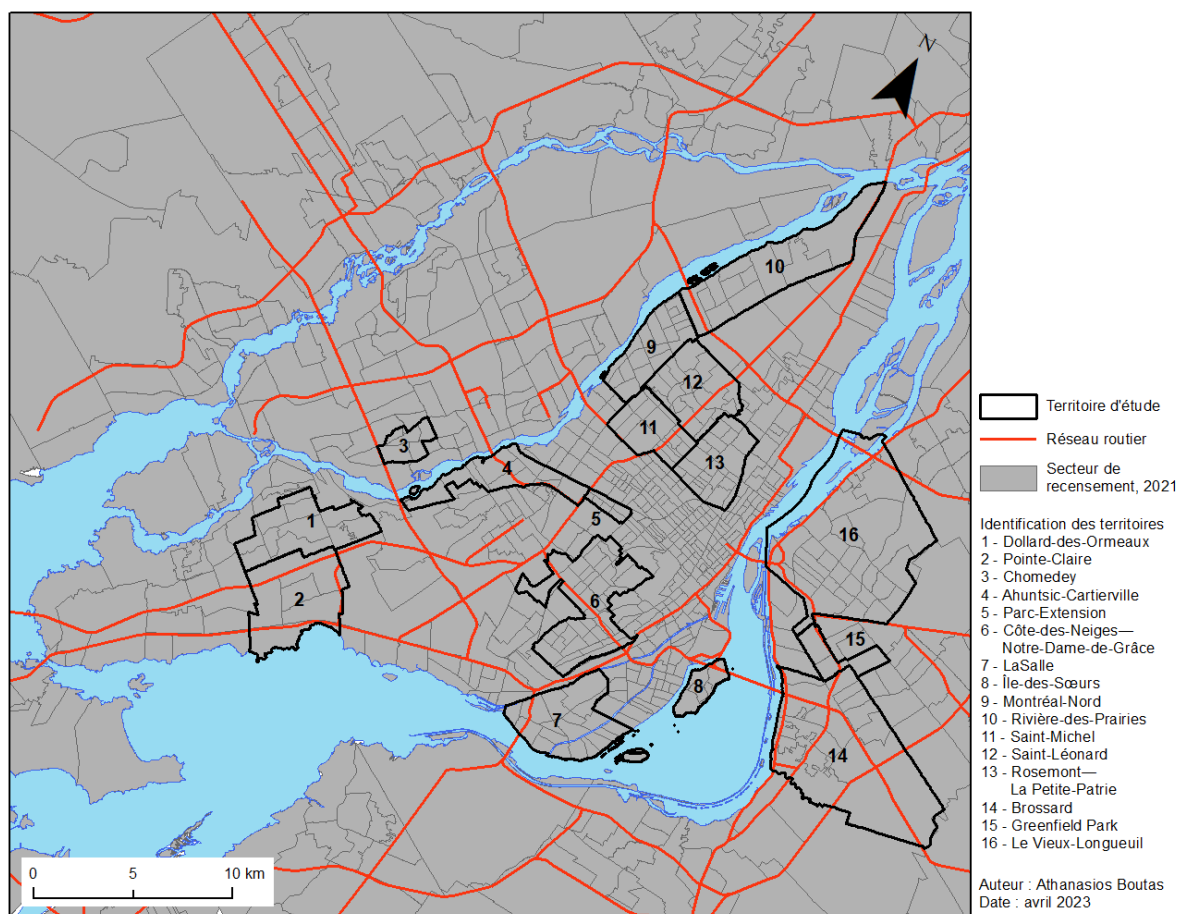 N
10
9
12
3
11
4
13
5
1
16
6
2
15
8
7
14
0 5 10 km
Territoire d'étude
Réseau routier
Secteur de
recensement, 2021
Identification des territoires
1 - Dollard-des-Ormeaux
2 - Pointe-Claire
3 - Chomedey
4 - Ahuntsic-Cartierville
5 - Parc-Extension
6 - Côte-des-Neiges—
Notre-Dame-de-Grâce
7 - LaSalle
8 - Île-des-Sœurs
9 - Montréal-Nord
10 - Rivière-des-Prairies
11 - Saint-Michel
12 - Saint-Léonard
13 - Rosemont—
La Petite-Patrie
14 - Brossard
15 - Greenfield Park
16 - Le Vieux-Longueuil
Auteur : Athanasios Boutas
Date : avril 2023